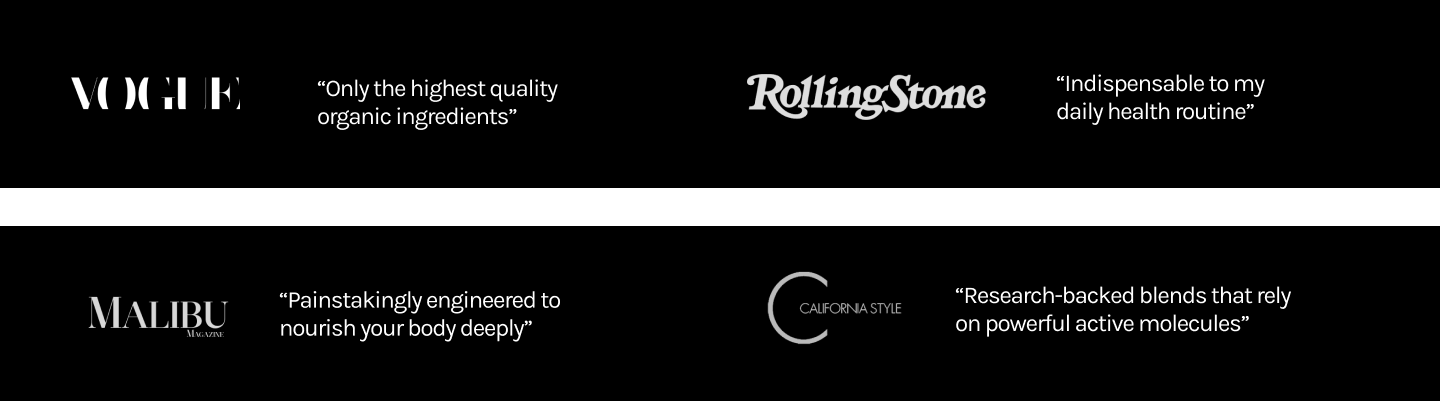 VOGUE
“Only the highest quality
organic ingredients”
RollingStone
“Indispensable to my
daily health routine”
MALIBU
MAGAZINE
“Painstakingly engineered to
nourish your body deeply”
CALIFORNIA STYLE
“Research-backed blends that rely
on powerful active molecules”